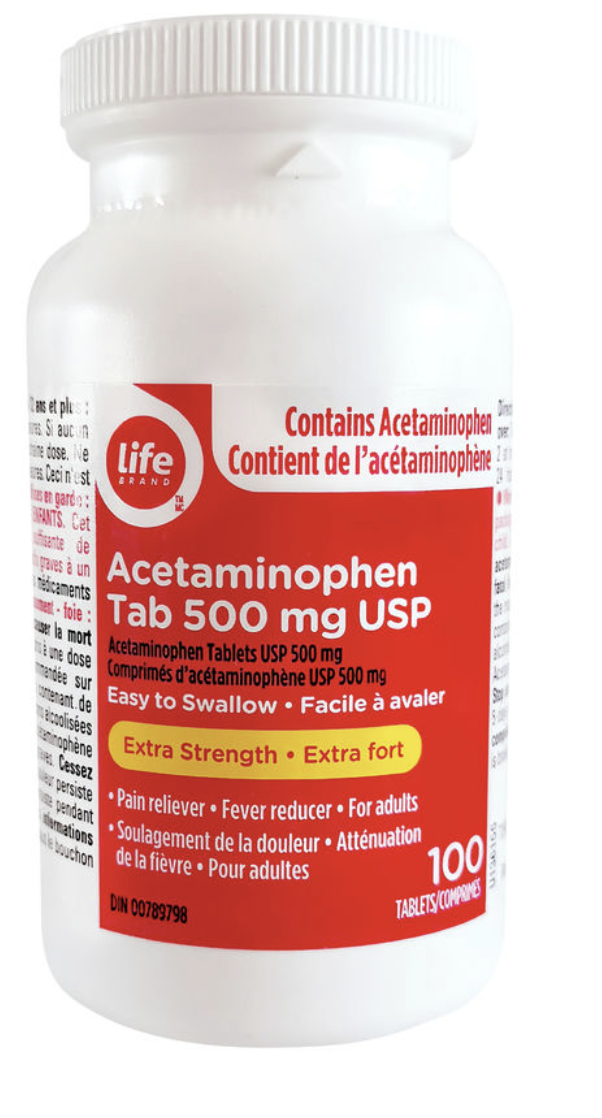 Contains Acetaminophen
Contient de l'acétaminophène
life
BRAND
TM
MC
Acetaminophen
Tab 500 mg USP
Acetaminophen Tablets USP 500 mg
Comprimés d'acétaminophène USP 500 mg
Easy to Swallow • Facile à avaler
Extra Strength • Extra fort
• Pain reliever • Fever reducer • For adults
• Soulagement de la douleur • Atténuation
de la fièvre • Pour adultes
100
TABLETS/COMPRIMÉS
DIN 00789798
ans et plus :
Si aucun
dose. Ne
Ceci n'est
en garde :
ENFANTS. Cet
de
graves à un
médicaments
foie :
causer la mort
à une dose
sur
contenant de
alcoolisées
Cessez
persiste
pendant
le bouchon